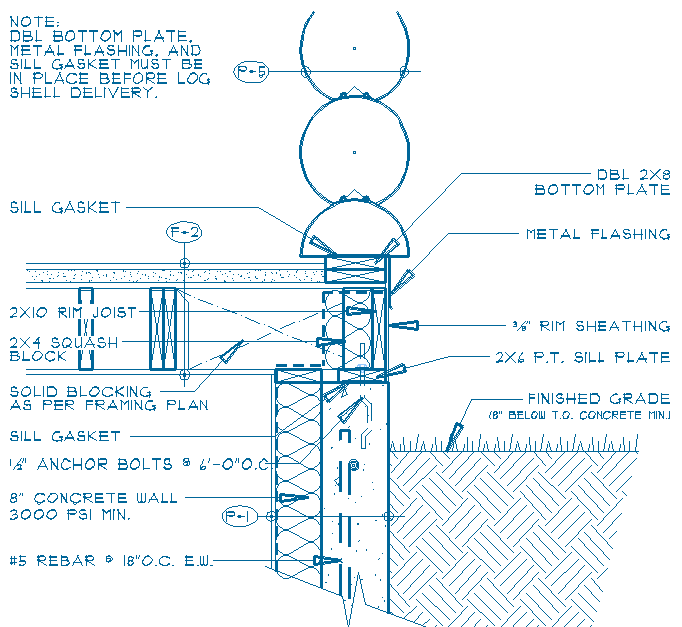 NOTE:
DBL BOTTOM PLATE,
METAL FLASHING, AND
SILL GASKET MUST BE
IN PLACE BEFORE LOG
SHELL DELIVERY.
P-5
DBL 2X8
BOTTOM PLATE
SILL GASKET
F-2
METAL FLASHING
2X10 RIM JOIST
3/8" RIM SHEATHING
2X4 SQUASH
BLOCK
2X6 P.T. SILL PLATE
SOLID BLOCKING
AS PER FRAMING PLAN
FINISHED GRADE
(8" BELOW T.O. CONCRETE MIN.)
SILL GASKET
1/2" ANCHOR BOLTS @ 6'-0"O.C.
8" CONCRETE WALL
3000 PSI MIN.
P-1
#5 REBAR @ 18"O.C. E.W.